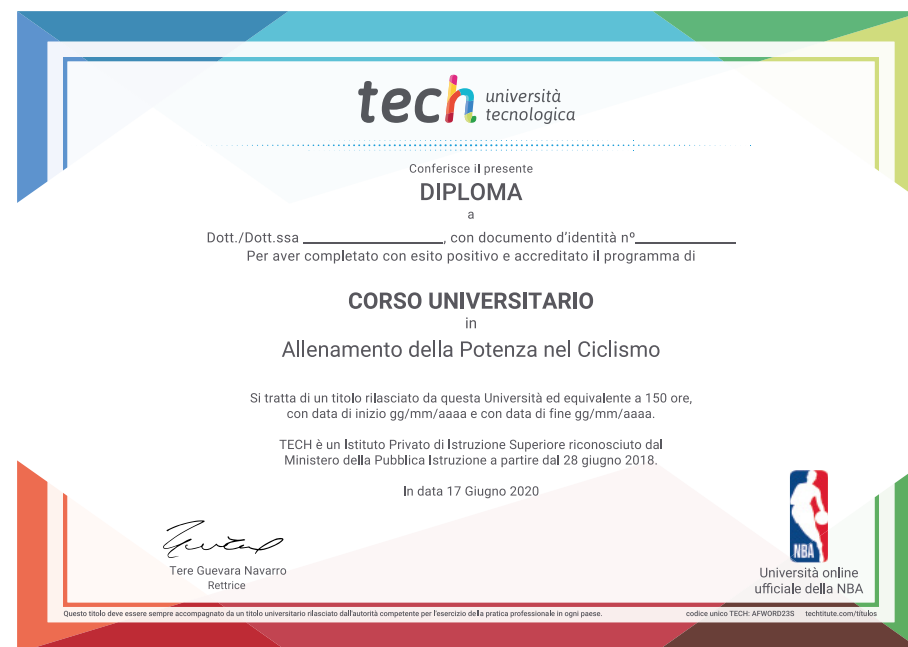 tech università
tecnologica
Conferisce il presente
DIPLOMA
a
Dott./Dott.ssa ____________________, con documento d'identità nº______________
Per aver completato con esito positivo e accreditato il programma di
CORSO UNIVERSITARIO
in
Allenamento della Potenza nel Ciclismo
Si tratta di un titolo rilasciato da questa Università ed equivalente a 150 ore,
con data di inizio gg/mm/aaaa e con data di fine gg/mm/aaaa.
TECH è un Istituto Privato di Istruzione Superiore riconosciuto dal
Ministero della Pubblica Istruzione a partire dal 28 giugno 2018.
In data 17 Giugno 2020
Tere Guevara Navarro
Rettrice
NBA
Università online
ufficiale della NBA
Questo titolo deve essere sempre accompagnato da un titolo universitario rilasciato dall'autorità competente per l'esercizio della pratica professionale in ogni paese. codice unico TECH: AFWORD23S techtitute.com/titulos